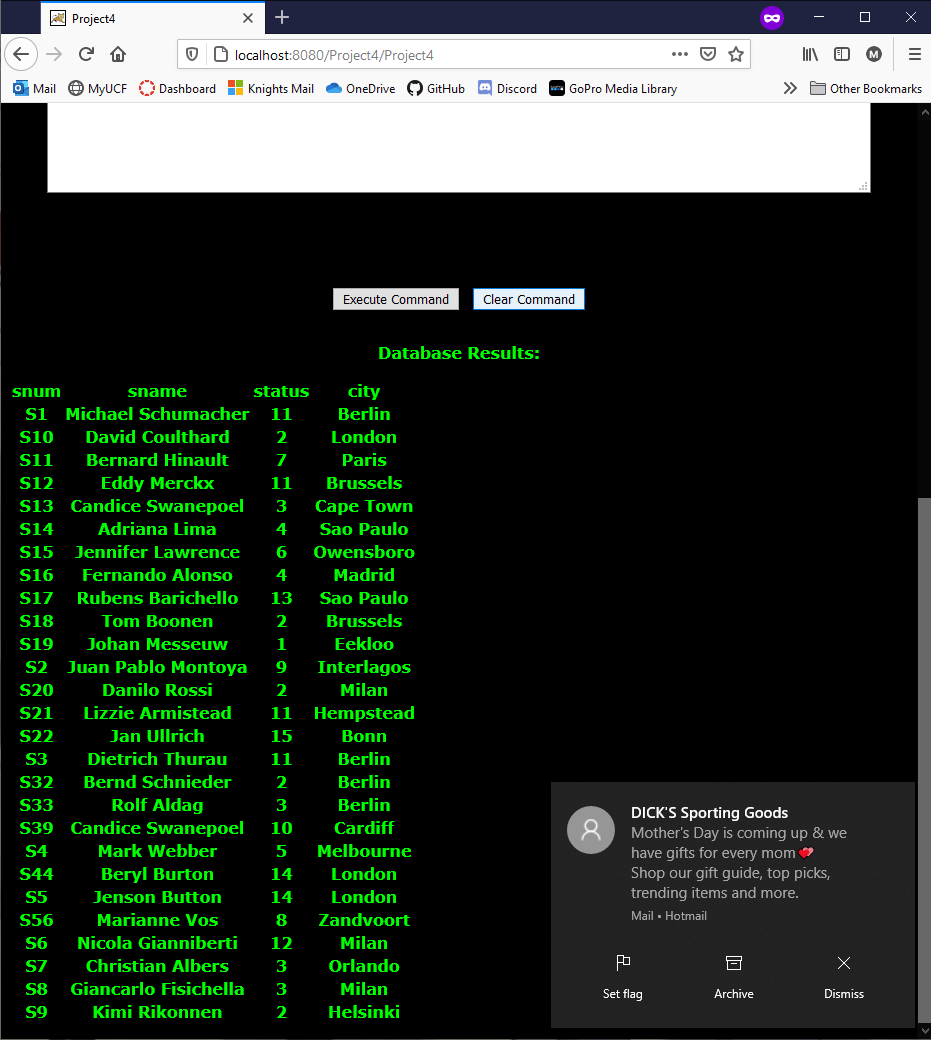 Project4
localhost:8080/Project4/Project4
M
Mail MyUCF Dashboard Knights Mail OneDrive GitHub Discord GoPro Media Library Other Bookmarks
Execute Command Clear Command
Database Results:
snum sname status city
S1 Michael Schumacher 11 Berlin
S10 David Coulthard 2 London
S11 Bernard Hinault 7 Paris
S12 Eddy Merckx 11 Brussels
S13 Candice Swanepoel 3 Cape Town
S14 Adriana Lima 4 Sao Paulo
S15 Jennifer Lawrence 6 Owensboro
S16 Fernando Alonso 4 Madrid
S17 Rubens Barichello 13 Sao Paulo
S18 Tom Boonen 2 Brussels
S19 Johan Messeuw 1 Eekloo
S2 Juan Pablo Montoya 9 Interlagos
S20 Danilo Rossi 2 Milan
S21 Lizzie Armistead 11 Hempstead
S22 Jan Ullrich 15 Bonn
S3 Dietrich Thurau 11 Berlin
S32 Bernd Schnieder 2 Berlin
S33 Rolf Aldag 3 Berlin
S39 Candice Swanepoel 10 Cardiff
S4 Mark Webber 5 Melbourne
S44 Beryl Burton 14 London
S5 Jenson Button 14 London
S56 Marianne Vos 8 Zandvoort
S6 Nicola Gianniberti 12 Milan
S7 Christian Albers 3 Orlando
S8 Giancarlo Fisichella 3 Milan
S9 Kimi Rikonnen 2 Helsinki
DICK'S Sporting Goods
Mother's Day is coming up & we
have gifts for every mom 💕
Shop our gift guide, top picks,
trending items and more.
Mail • Hotmail
Set flag Archive Dismiss